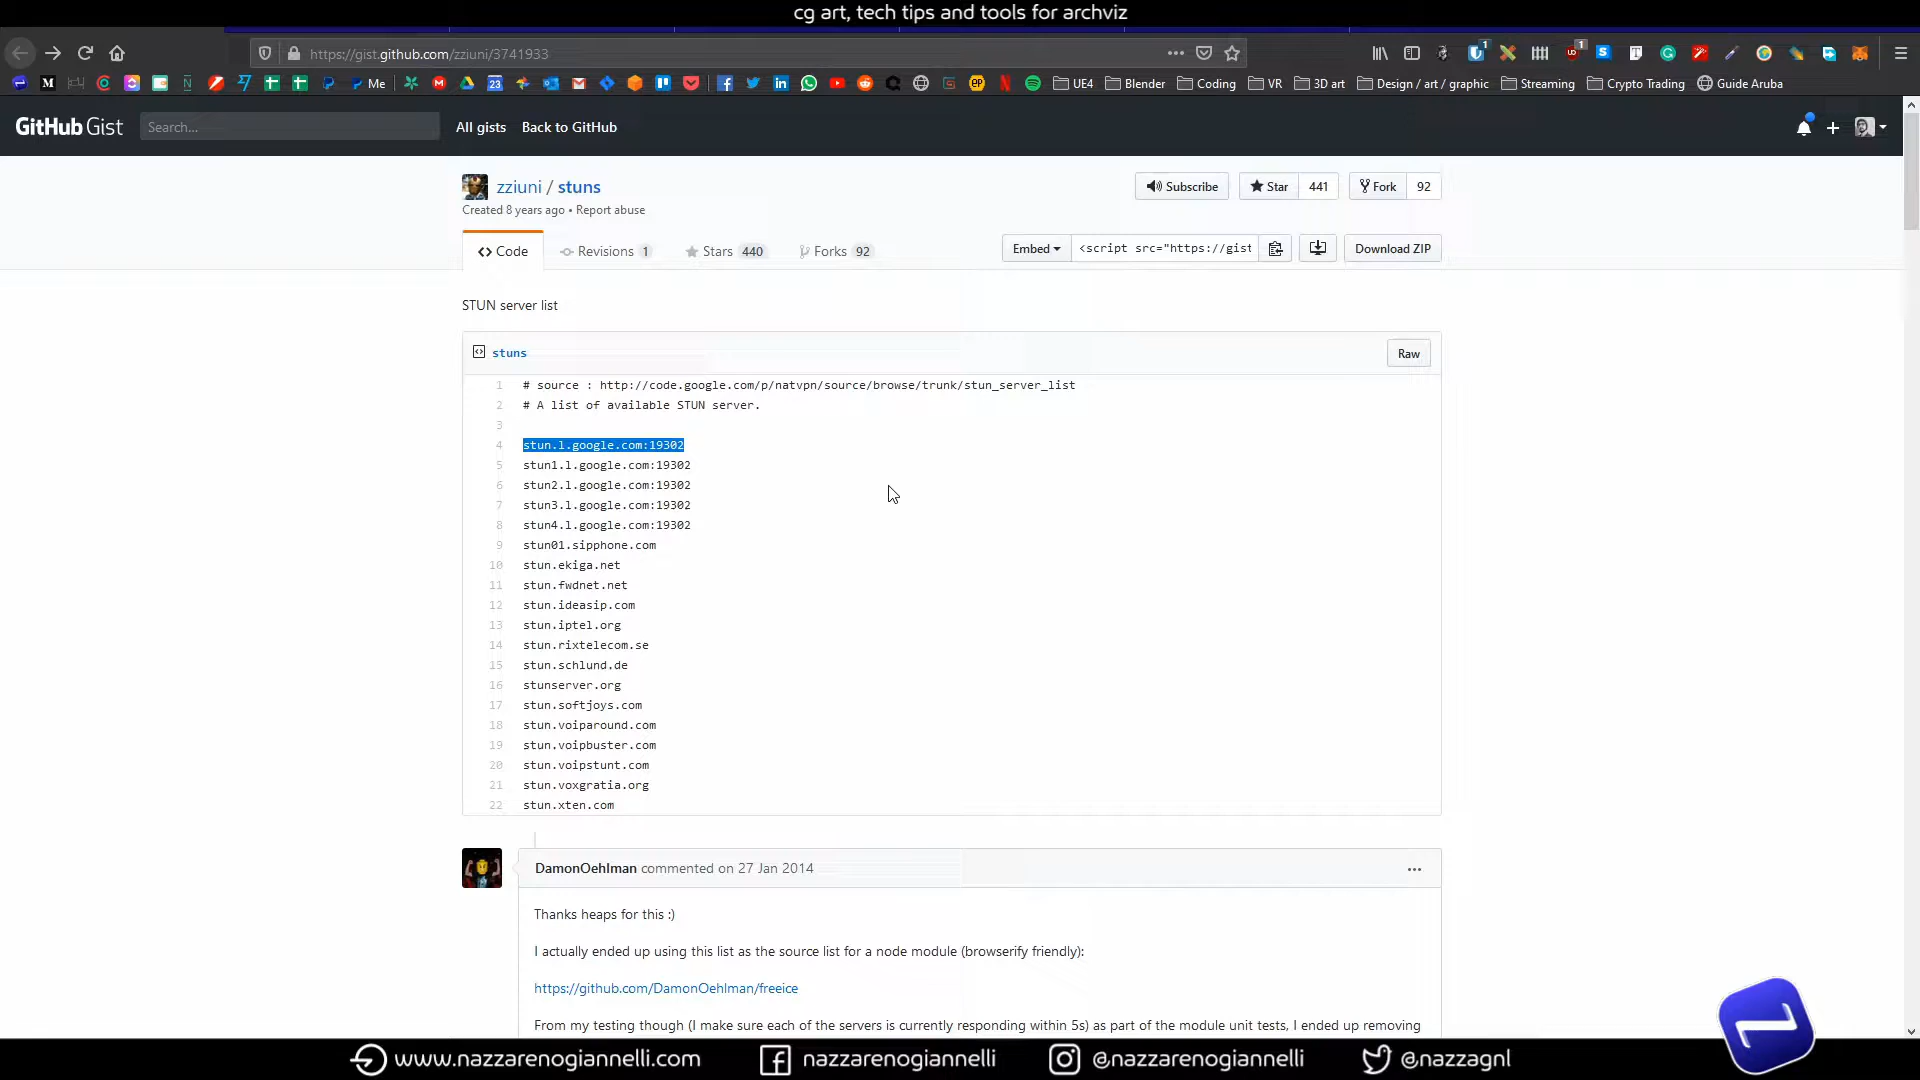 cg art, tech tips and tools for archviz
https://gist.github.com/zziuni/3741933
Me
UE4
Blender
Coding
VR
3D art
Design / art / graphic
Streaming
Crypto Trading
Guide Aruba
GitHub Gist
Search...
All gists
Back to GitHub
zziuni / stuns
Created 8 years ago • Report abuse
Subscribe
Star 441
Fork 92
Code
Revisions 1
Stars 440
Forks 92
Embed
<script src="https://gist
Download ZIP
STUN server list
stuns
Raw
1 # source : http://code.google.com/p/natvpn/source/browse/trunk/stun_server_list
2 # A list of available STUN server.
3
4 stun.l.google.com:19302
5 stun1.l.google.com:19302
6 stun2.l.google.com:19302
7 stun3.l.google.com:19302
8 stun4.l.google.com:19302
9 stun01.sipphone.com
10 stun.ekiga.net
11 stun.fwdnet.net
12 stun.ideasip.com
13 stun.iptel.org
14 stun.rixtelecom.se
15 stun.schlund.de
16 stunserver.org
17 stun.softjoys.com
18 stun.voiparound.com
19 stun.voipbuster.com
20 stun.voipstunt.com
21 stun.voxgratia.org
22 stun.xten.com
DamonOehlman commented on 27 Jan 2014
Thanks heaps for this :)
I actually ended up using this list as the source list for a node module (browserify friendly):
https://github.com/DamonOehlman/freeice
From my testing though (I make sure each of the servers is currently responding within 5s) as part of the module unit tests, I ended up removing
www.nazzarenogiannelli.com
nazzarenogiannelli
@nazzarenogiannelli
@nazzagnl